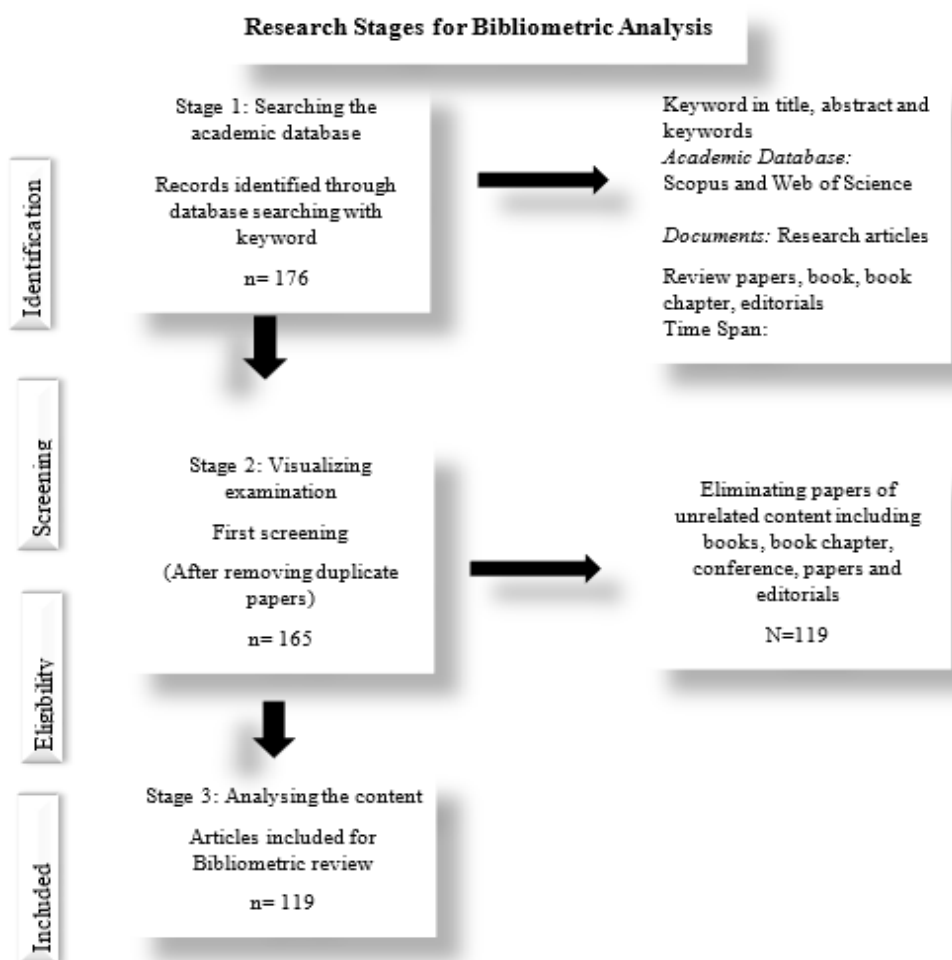 Research Stages for Bibliometric Analysis
Stage 1: Searching the
academic database
Records identified through
database searching with
keyword
n= 176
Keyword in title, abstract and
keywords
Academic Database:
Scopus and Web of Science
Documents: Research articles
Review papers, book, book
chapter, editorials
Time Span:
Identification
Screening
Stage 2: Visualizing
examination
First screening
(After removing duplicate
papers)
n= 165
Eliminating papers of
unrelated content including
books, book chapter,
conference, papers and
editorials
N=119
Eligibility
Stage 3: Analysing the content
Articles included for
Bibliometric review
n= 119
Included